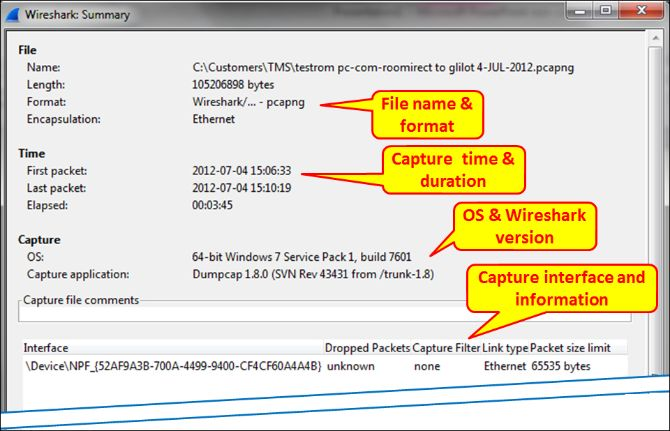 Wireshark: Summary
File
Name: C:\Customers\TMS\testrom pc-com-roomirect to glilot 4-JUL-2012.pcapng
Length: 105206898 bytes
Format: Wireshark/... - pcapng
Encapsulation: Ethernet
File name &
format
Time
First packet: 2012-07-04 15:06:33
Last packet: 2012-07-04 15:10:19
Elapsed: 00:03:45
Capture time &
duration
OS & Wireshark
version
Capture
OS: 64-bit Windows 7 Service Pack 1, build 7601
Capture application: Dumpcap 1.8.0 (SVN Rev 43431 from /trunk-1.8)
Capture interface and
information
Capture file comments
Interface Dropped Packets Capture Filter Link type Packet size limit
\Device\NPF_{52AF9A3B-700A-4499-9400-CF4CF60A4A4B} unknown none Ethernet 65535 bytes